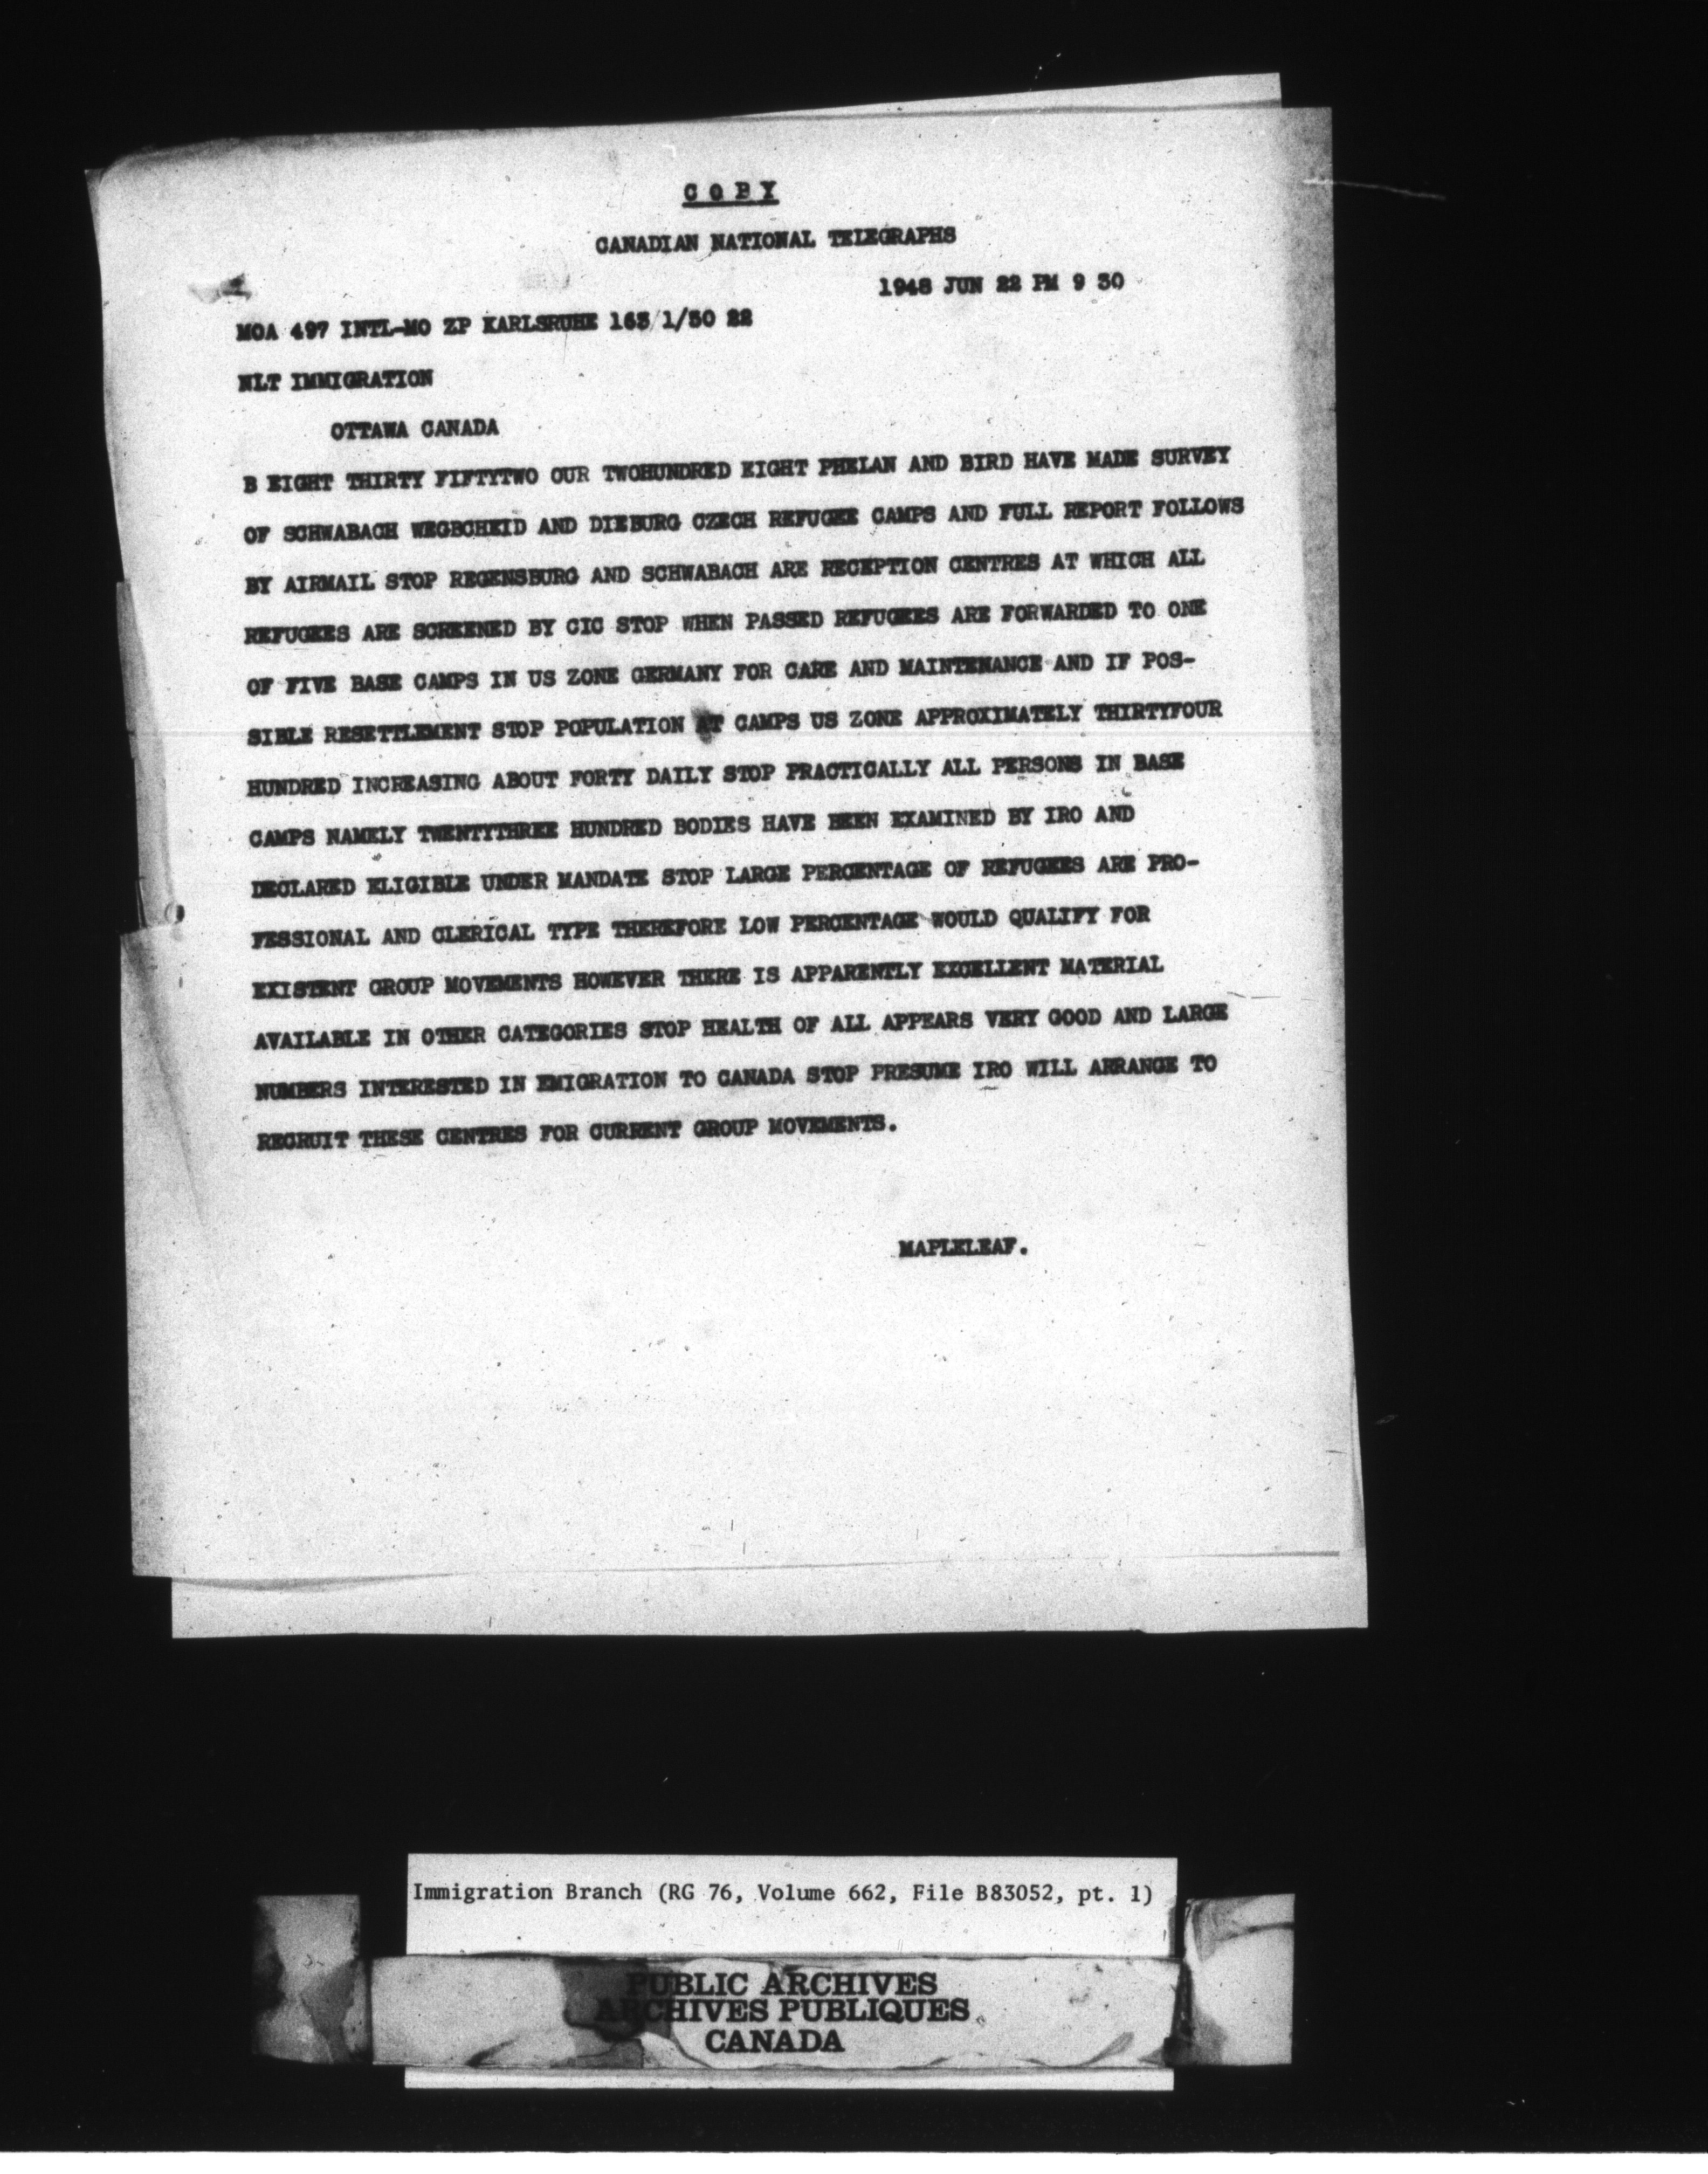 COPY
CANADIAN NATIONAL TELEGRAPHS
1948 JUN 22 PM 9 30
MOA 497 INTL-MO ZP KARLSRUHE 163 1/50 22
NLT IMMIGRATION
OTTAWA CANADA
B EIGHT THIRTY FIFTYTWO OUR TWOHUNDRED EIGHT PHELAN AND BIRD HAVE MADE SURVEY
OF SCHWABACH WEGBCHEID AND DIEBURG CZECH REFUGEE CAMPS AND FULL REPORT FOLLOWS
BY AIRMAIL STOP REGENSBURG AND SCHWABACH ARE RECEPTION CENTRES AT WHICH ALL
REFUGEES ARE SCREENED BY CIC STOP WHEN PASSED REFUGEES ARE FORWARDED TO ONE
OF FIVE BASE CAMPS IN US ZONE GERMANY FOR CARE AND MAINTENANCE AND IF POS-
SIBLE RESETTLEMENT STOP POPULATION AT CAMPS US ZONE APPROXIMATELY THIRTYFOUR
HUNDRED INCREASING ABOUT FORTY DAILY STOP PRACTICALLY ALL PERSONS IN BASE
CAMPS NAMELY TWENTYTHREE HUNDRED BODIES HAVE BEEN EXAMINED BY IRO AND
DECLARED ELIGIBLE UNDER MANDATE STOP LARGE PERCENTAGE OF REFUGEES ARE PRO-
FESSIONAL AND CLERICAL TYPE THEREFORE LOW PERCENTAGE WOULD QUALIFY FOR
EXISTENT GROUP MOVEMENTS HOWEVER THERE IS APPARENTLY EXCELLENT MATERIAL
AVAILABLE IN OTHER CATEGORIES STOP HEALTH OF ALL APPEARS VERY GOOD AND LARGE
NUMBERS INTERESTED IN EMIGRATION TO CANADA STOP PRESUME IRO WILL ARRANGE TO
RECRUIT THESE CENTRES FOR CURRENT GROUP MOVEMENTS.
MAPLELEAF.
Immigration Branch (RG 76, Volume 662, File B83052, pt. 1)
PUBLIC ARCHIVES
ARCHIVES PUBLIQUES
CANADA